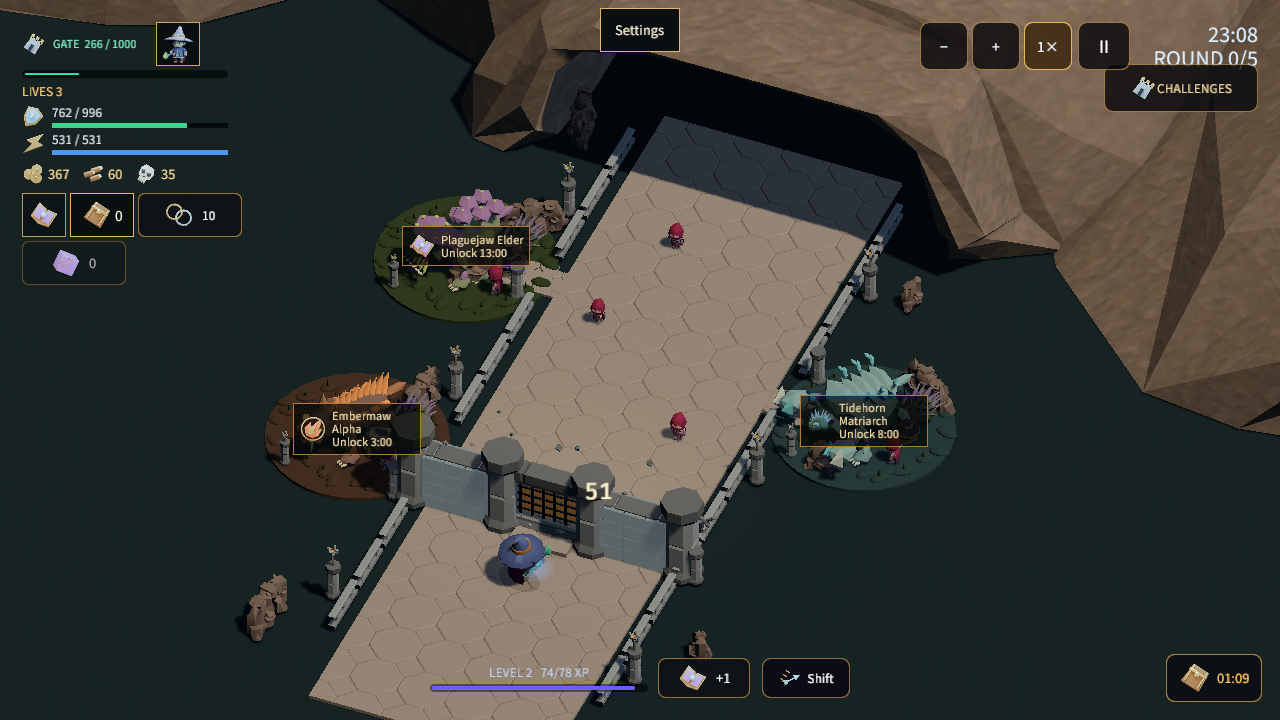 GATE 266 / 1000
Settings
−
+
1×
23:08
ROUND 0/5
CHALLENGES
LIVES 3
762 / 996
531 / 531
367
60
35
0
10
0
Plaguejaw Elder
Unlock 13:00
Embermaw
Alpha
Unlock 3:00
Tidehorn
Matriarch
Unlock 8:00
51
LEVEL 2 74/78 XP
+1
Shift
01:09